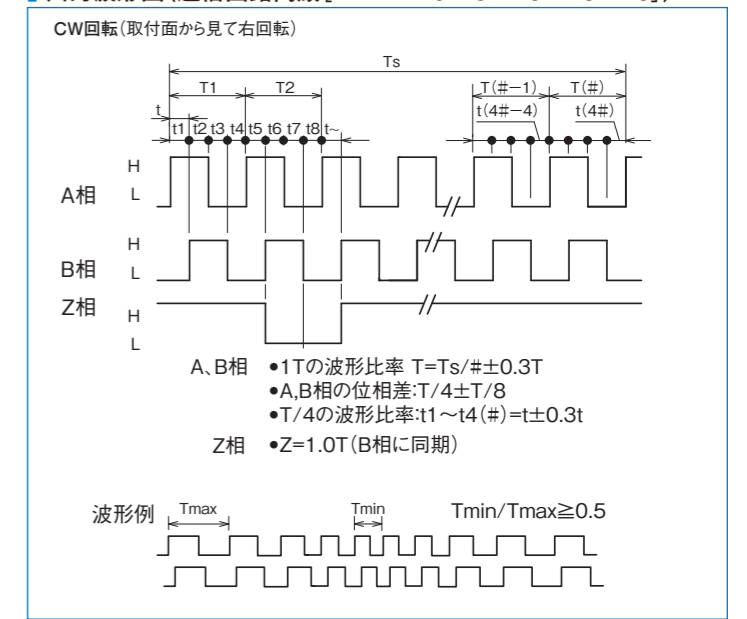 CW回転(取付面から見て右回転)
Ts
T1 T2 T(#−1) T(#)
t t(4#−4) t(4#)
t1 t2 t3 t4 t5 t6 t7 t8 t~
H
A相 L
H
B相 L
Z相 H
L
A、B相 ●1Tの波形比率 T=Ts/#±0.3T
●A,B相の位相差:T/4±T/8
●T/4の波形比率:t1～t4(#)=t±0.3t
Z相 ●Z=1.0T(B相に同期)
波形例 Tmax Tmin Tmin/Tmax≧0.5